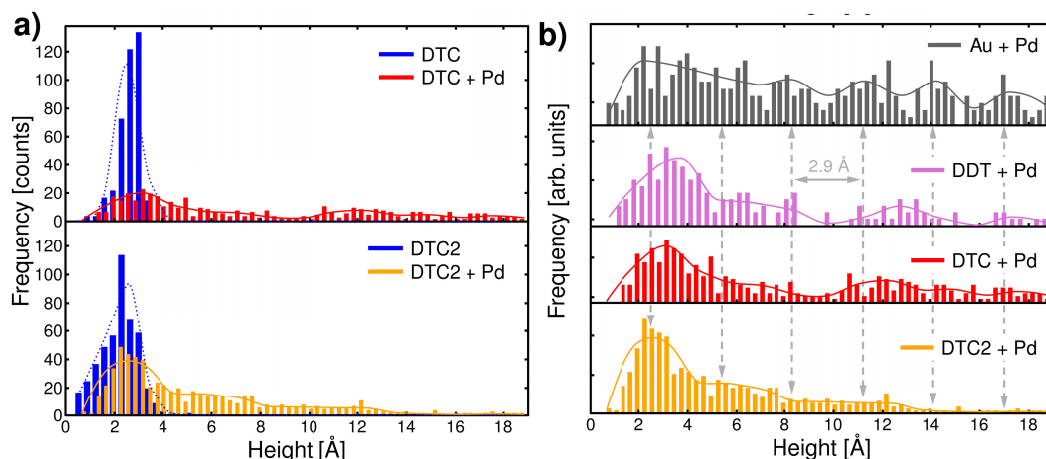 a)
DTC
DTC + Pd
120
100
80
60
40
20
0
DTC2
DTC2 + Pd
120
100
80
60
40
20
0
Frequency [counts]
0 2 4 6 8 10 12 14 16 18
Height [Å]
b)
Au + Pd
DDT + Pd
2.9 Å
DTC + Pd
DTC2 + Pd
Frequency [arb. units]
0 2 4 6 8 10 12 14 16 18
Height [Å]